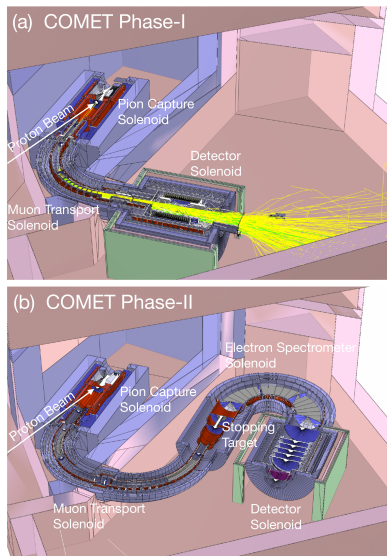 (a) COMET Phase-I
Proton Beam
Pion Capture
Solenoid
Detector
Solenoid
Muon Transport
Solenoid
(b) COMET Phase-II
Electron Spectrometer
Solenoid
Proton Beam
Pion Capture
Solenoid
Stopping
Target
Muon Transport
Solenoid
Detector
Solenoid